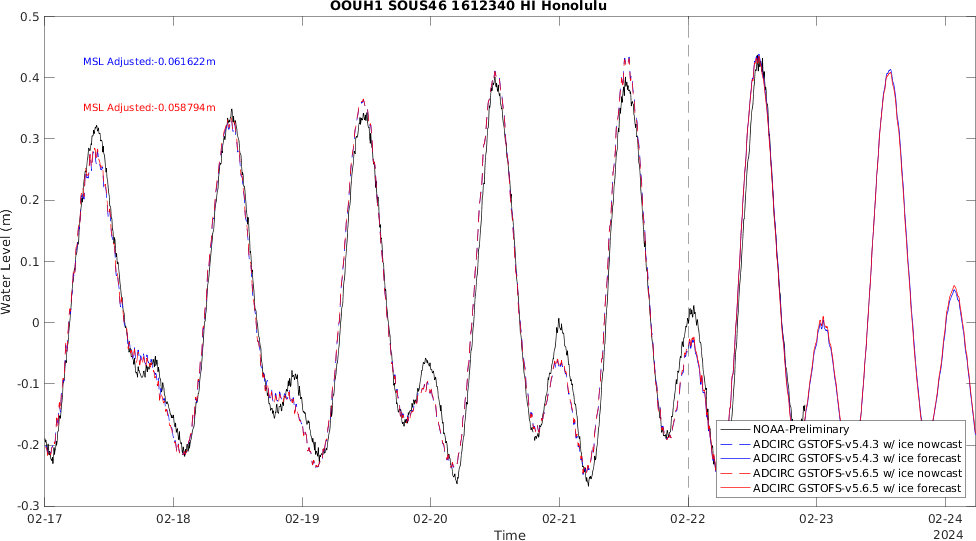 OOUH1 SOUS46 1612340 HI Honolulu
0.5
0.4
0.3
0.2
0.1
0
-0.1
-0.2
-0.3
Water Level (m)
MSL Adjusted:-0.061622m
MSL Adjusted:-0.058794m
NOAA-Preliminary
ADCIRC GSTOFS-v5.4.3 w/ ice nowcast
ADCIRC GSTOFS-v5.4.3 w/ ice forecast
ADCIRC GSTOFS-v5.6.5 w/ ice nowcast
ADCIRC GSTOFS-v5.6.5 w/ ice forecast
02-17 02-18 02-19 02-20 02-21 02-22 02-23 02-24
Time
2024